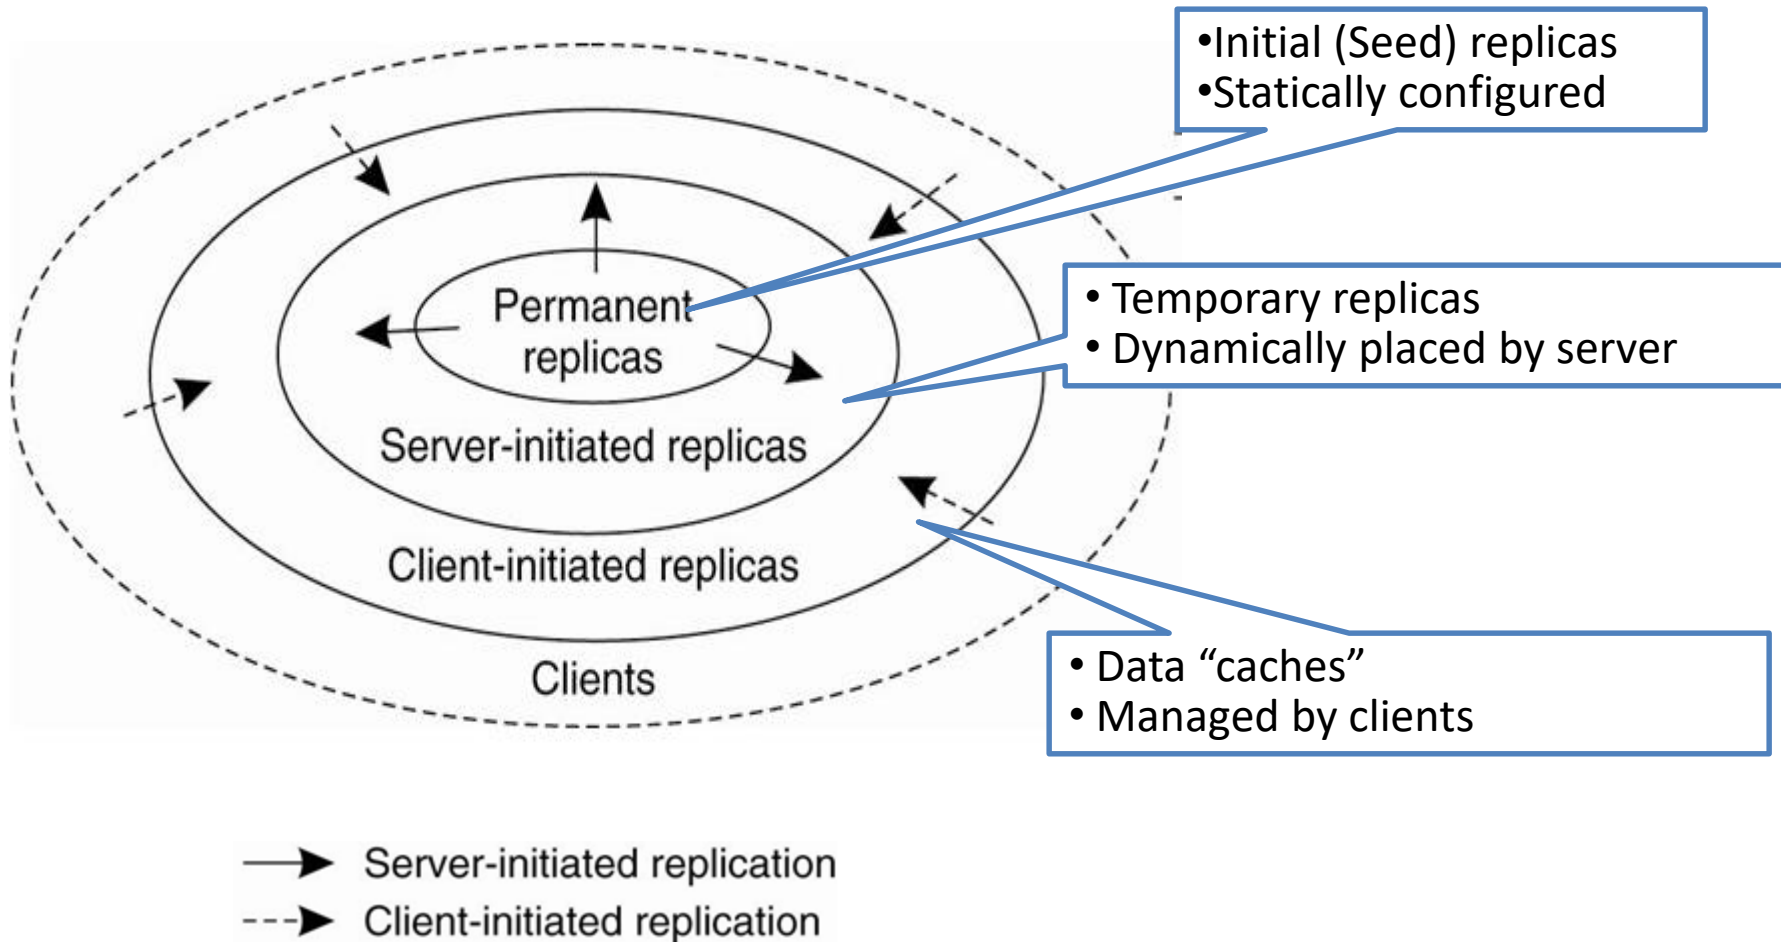 •Initial (Seed) replicas
•Statically configured
Permanent
replicas
• Temporary replicas
• Dynamically placed by server
Server-initiated replicas
Client-initiated replicas
Clients
• Data “caches”
• Managed by clients
Server-initiated replication
Client-initiated replication